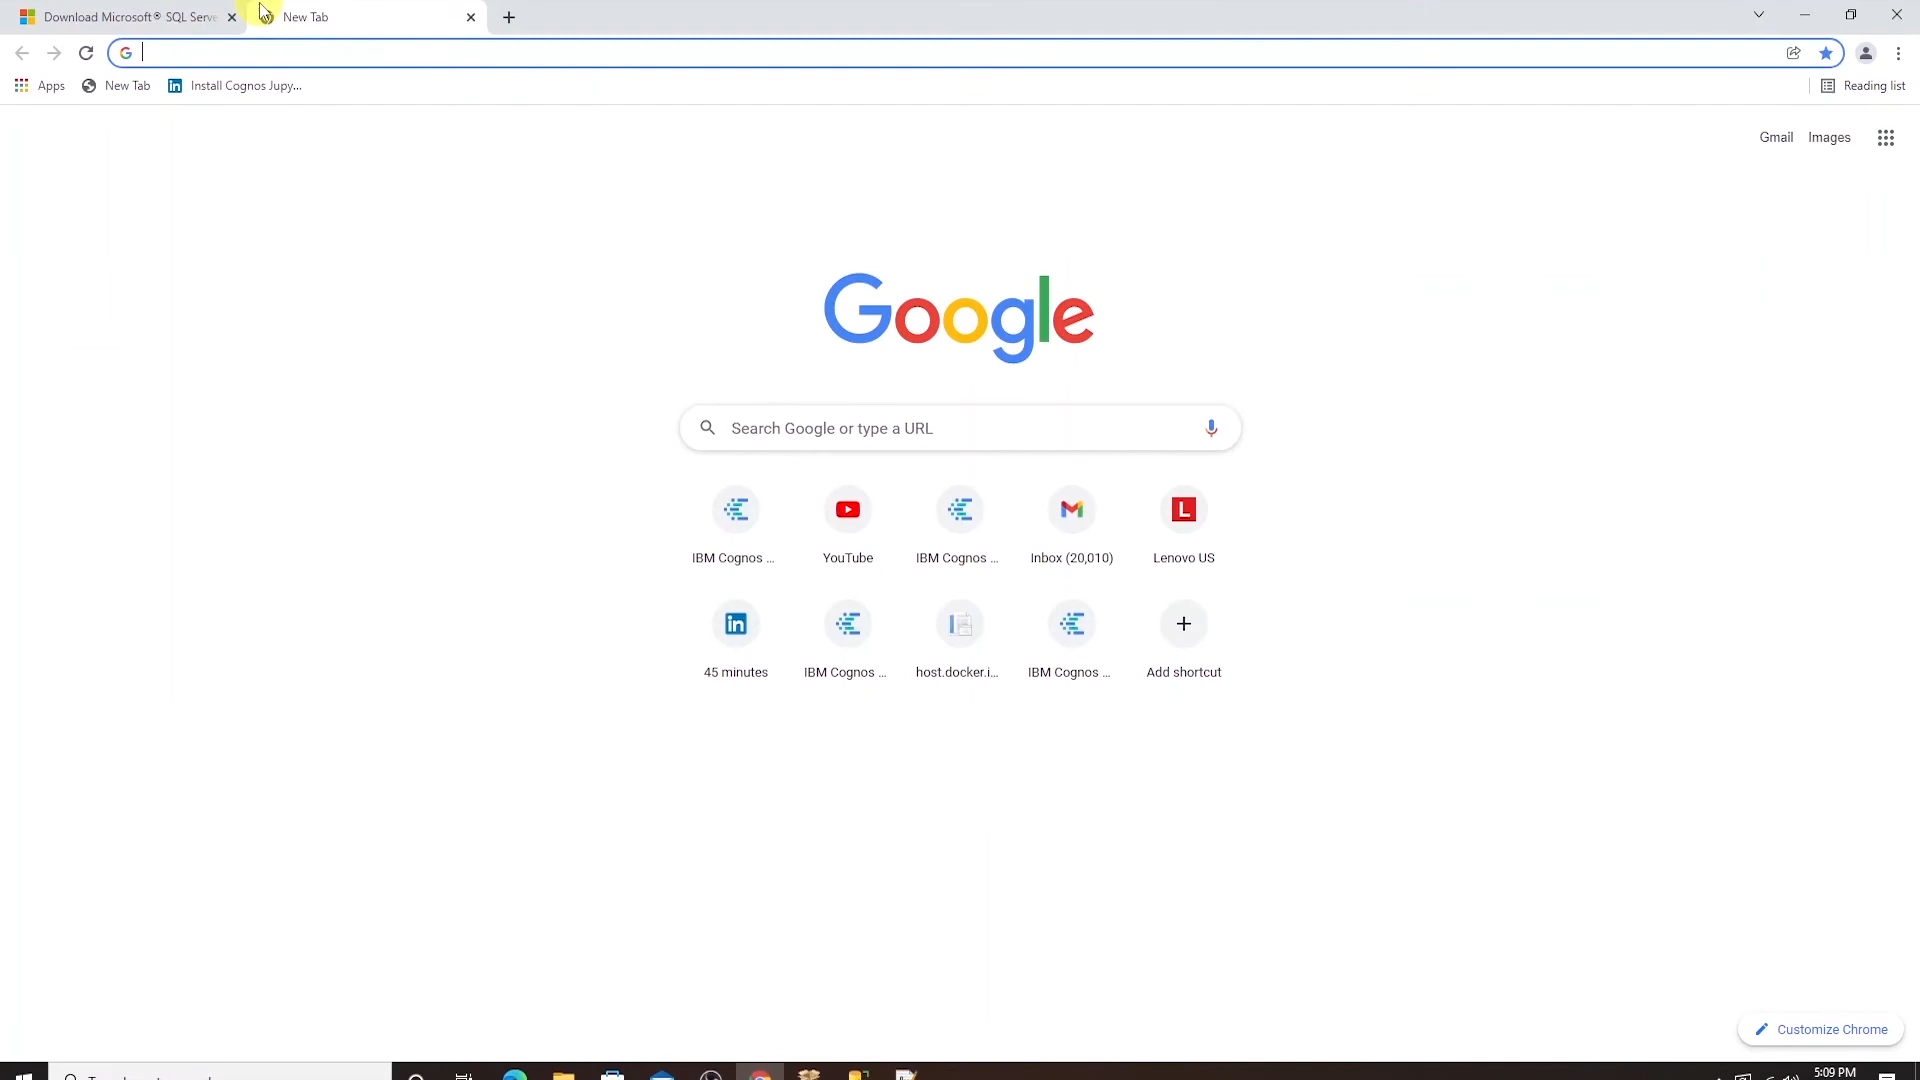 Download Microsoft® SQL Serve
New Tab
Apps
New Tab
Install Cognos Jupy...
Reading list
Gmail
Images
Google
Search Google or type a URL
IBM Cognos ...
YouTube
IBM Cognos ...
Inbox (20,010)
Lenovo US
45 minutes
IBM Cognos ...
host.docker.i...
IBM Cognos ...
Add shortcut
Customize Chrome
5:09 PM